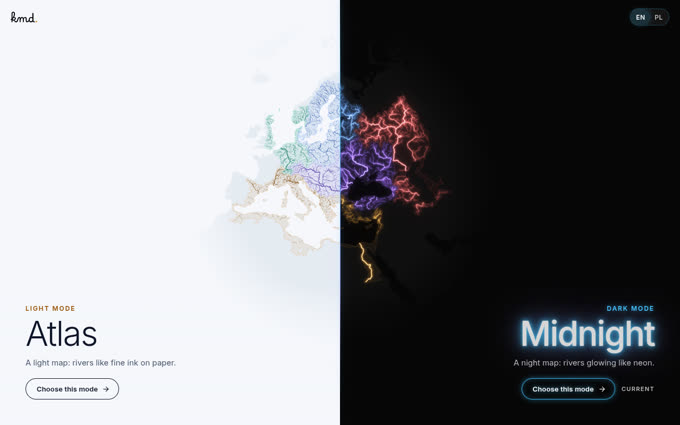 kmd.
EN PL
LIGHT MODE
Atlas
A light map: rivers like fine ink on paper.
Choose this mode →
DARK MODE
Midnight
A night map: rivers glowing like neon.
Choose this mode →
CURRENT